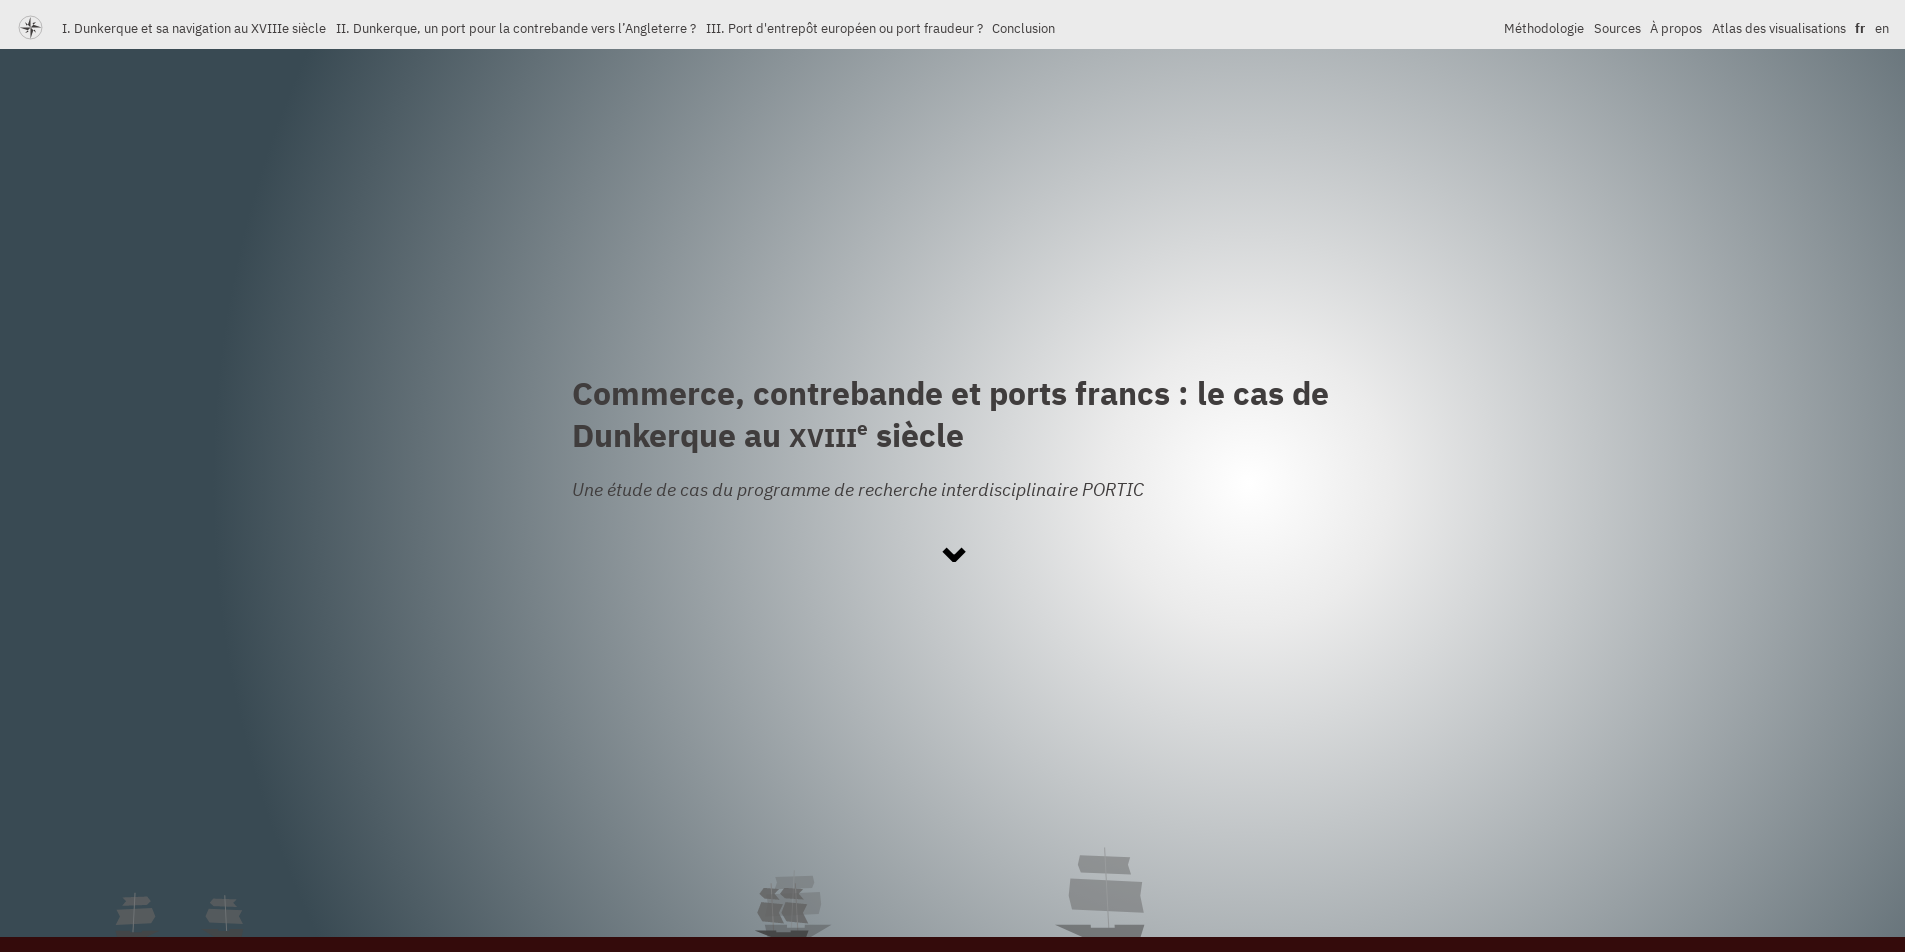 I. Dunkerque et sa navigation au XVIIIe siècle II. Dunkerque, un port pour la contrebande vers l’Angleterre ? III. Port d'entrepôt européen ou port fraudeur ? Conclusion Méthodologie Sources À propos Atlas des visualisations fr en
Commerce, contrebande et ports francs : le cas de
Dunkerque au XVIIIe siècle
Une étude de cas du programme de recherche interdisciplinaire PORTIC